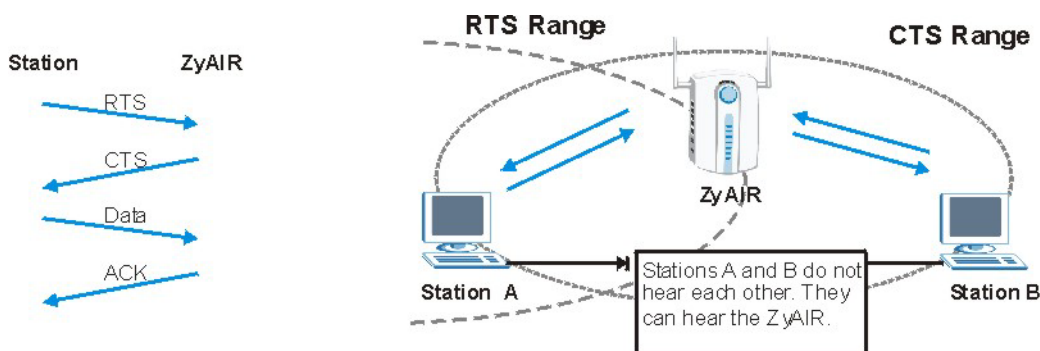 Station ZyAIR
RTS
CTS
Data
ACK
RTS Range
CTS Range
ZyAIR
Station A
Stations A and B do not
hear each other. They
can hear the ZyAIR.
Station B